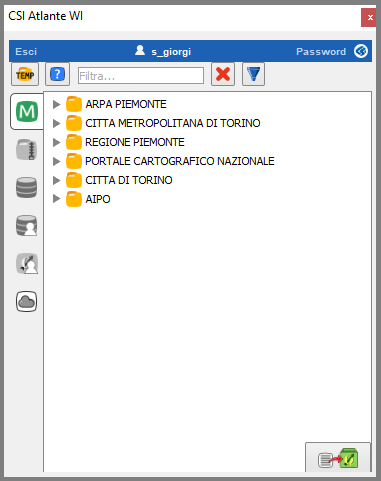 CSI Atlante WI
x
Esci s_giorgi Password
TEMP ? Filtra...
M
ARPA PIEMONTE
CITTA METROPOLITANA DI TORINO
REGIONE PIEMONTE
PORTALE CARTOGRAFICO NAZIONALE
CITTA DI TORINO
AIPO